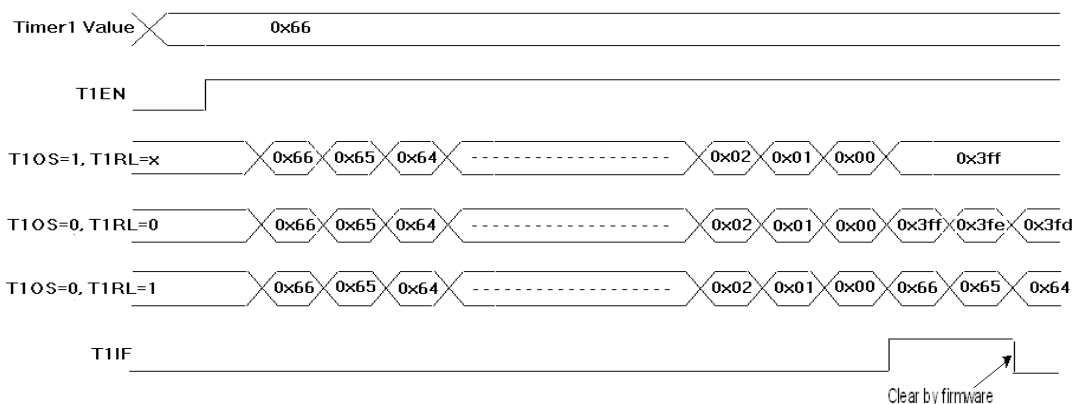 Timer1 Value 0x66
T1EN
T1OS=1, T1RL=x 0x66 0x65 0x64 0x02 0x01 0x00 0x3ff
T1OS=0, T1RL=0 0x66 0x65 0x64 0x02 0x01 0x00 0x3ff 0x3fe 0x3fd
T1OS=0, T1RL=1 0x66 0x65 0x64 0x02 0x01 0x00 0x66 0x65 0x64
T1IF
Clear by firmware